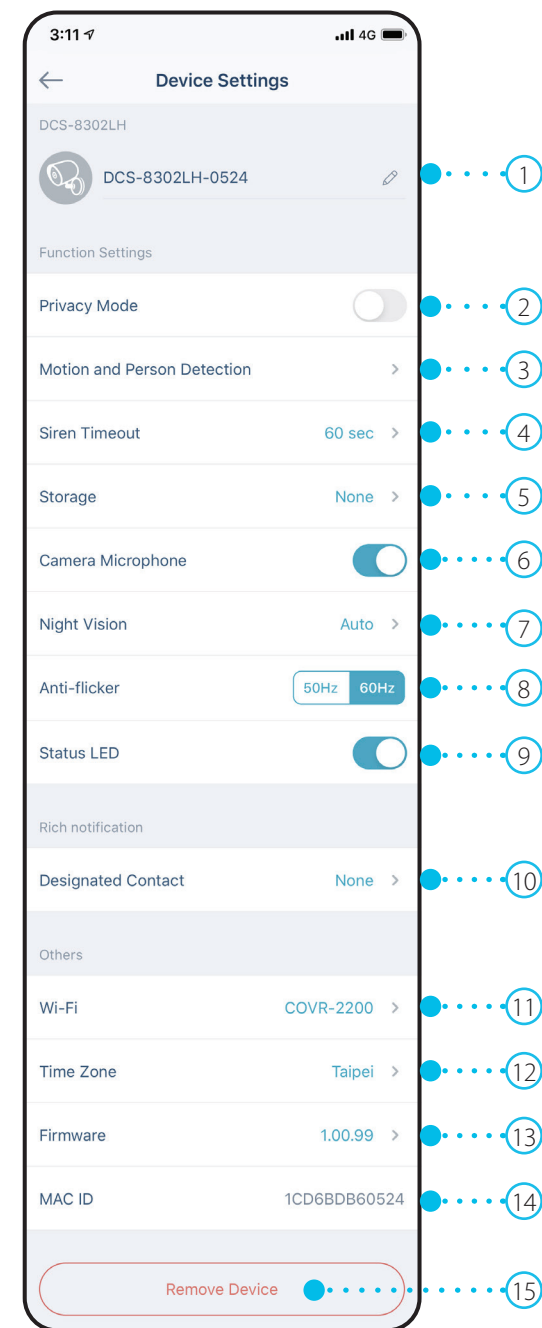 3:11 4G
Device Settings
DCS-8302LH
DCS-8302LH-0524 1
Function Settings
Privacy Mode 2
Motion and Person Detection > 3
Siren Timeout 60 sec > 4
Storage None > 5
Camera Microphone 6
Night Vision Auto > 7
Anti-flicker 50Hz 60Hz 8
Status LED 9
Rich notification
Designated Contact None > 10
Others
Wi-Fi COVR-2200 > 11
Time Zone Taipei > 12
Firmware 1.00.99 > 13
MAC ID 1CD6BDB60524 14
Remove Device 15